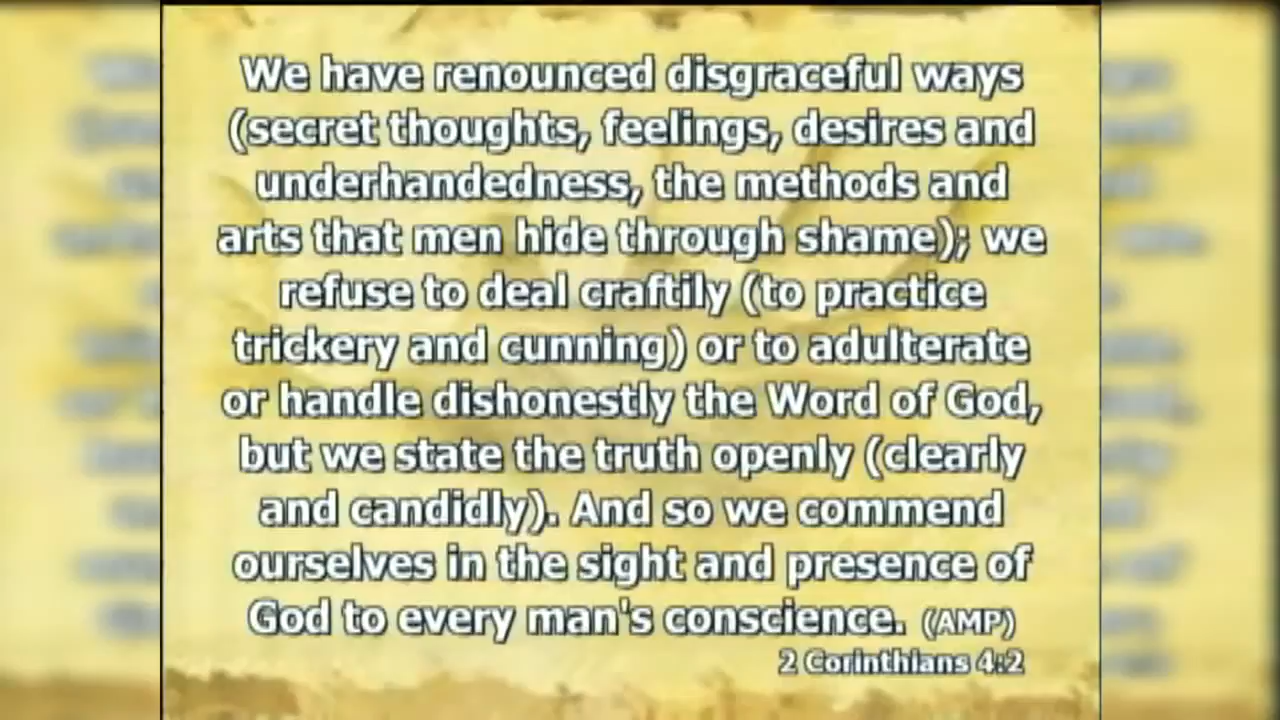 We have renounced disgraceful ways
(secret thoughts, feelings, desires and
underhandedness, the methods and
arts that men hide through shame); we
refuse to deal craftily (to practice
trickery and cunning) or to adulterate
or handle dishonestly the Word of God,
but we state the truth openly (clearly
and candidly). And so we commend
ourselves in the sight and presence of
God to every man's conscience. (AMP)
2 Corinthians 4:2